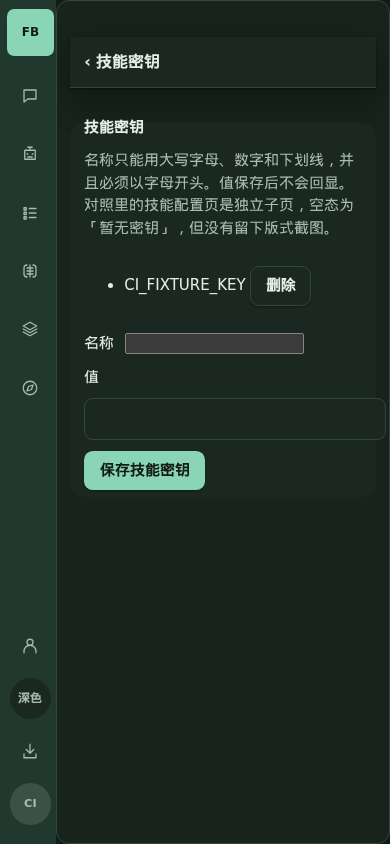 FB
‹ 技能密钥
技能密钥
名称只能用大写字母、数字和下划线，并
且必须以字母开头。值保存后不会回显。
对照里的技能配置页是独立子页，空态为
「暂无密钥」，但没有留下版式截图。
• CI_FIXTURE_KEY 删除
名称
值
保存技能密钥
深色
CI